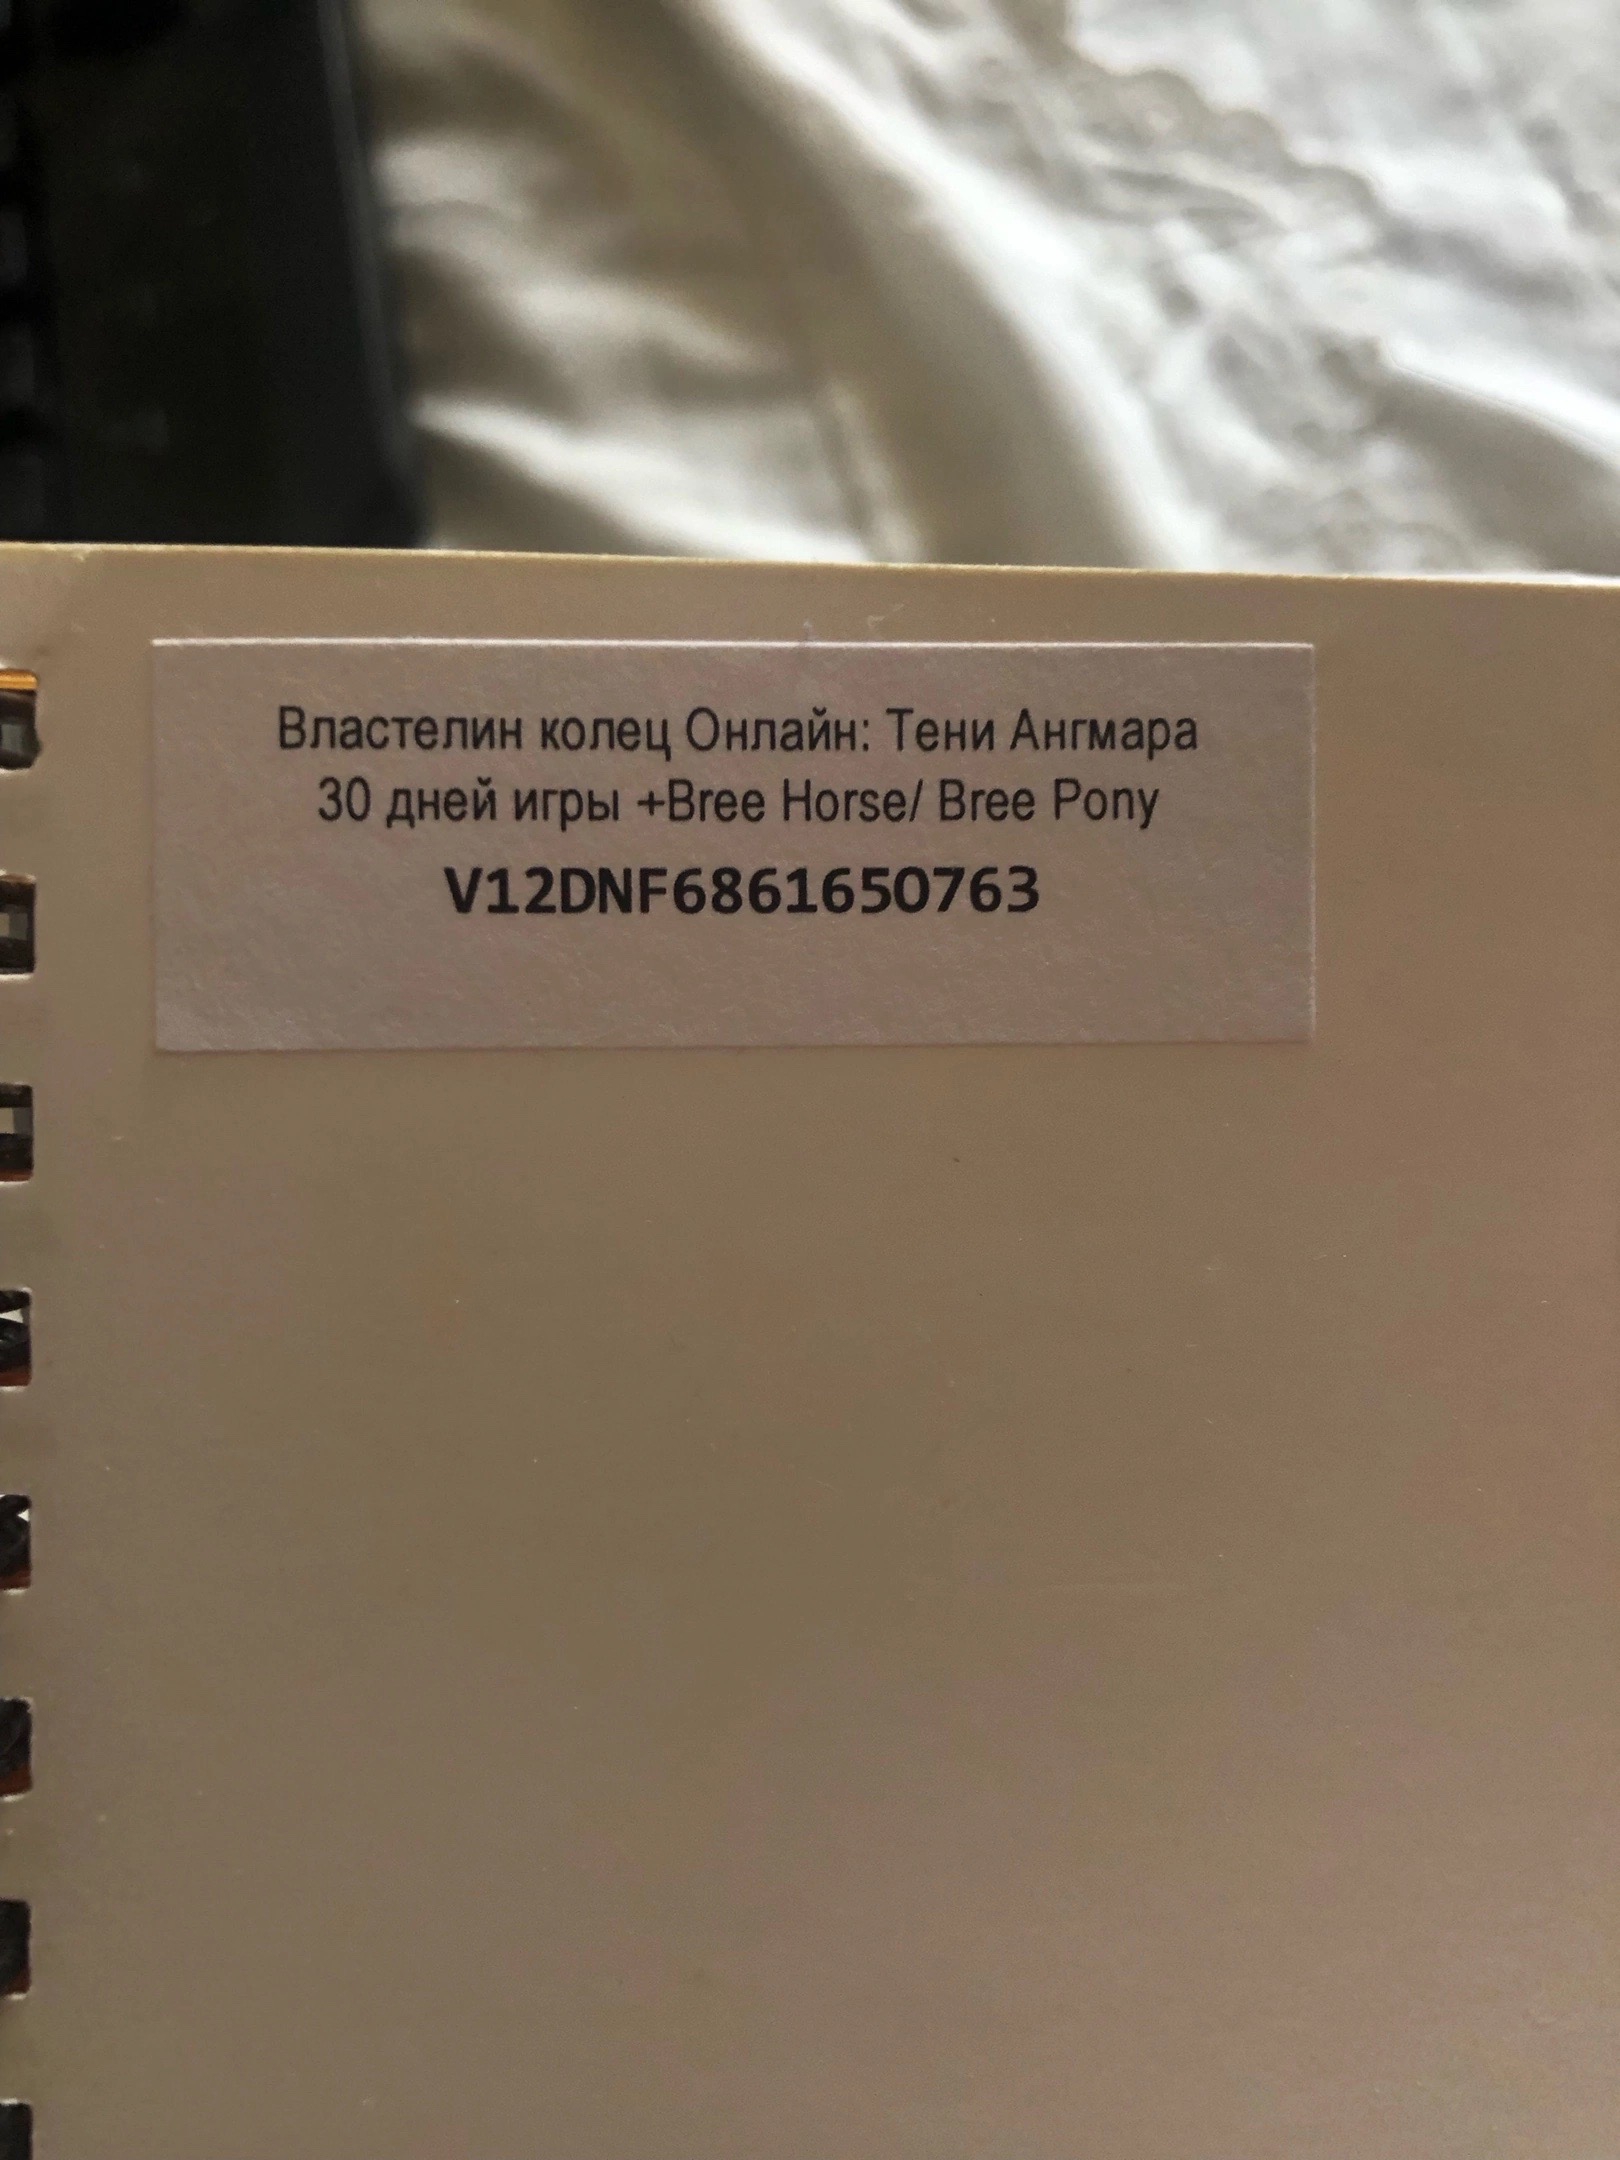 Властелин колец Онлайн: Тени Ангмара
30 дней игры +Bree Horse/ Bree Pony
V12DNF6861650763